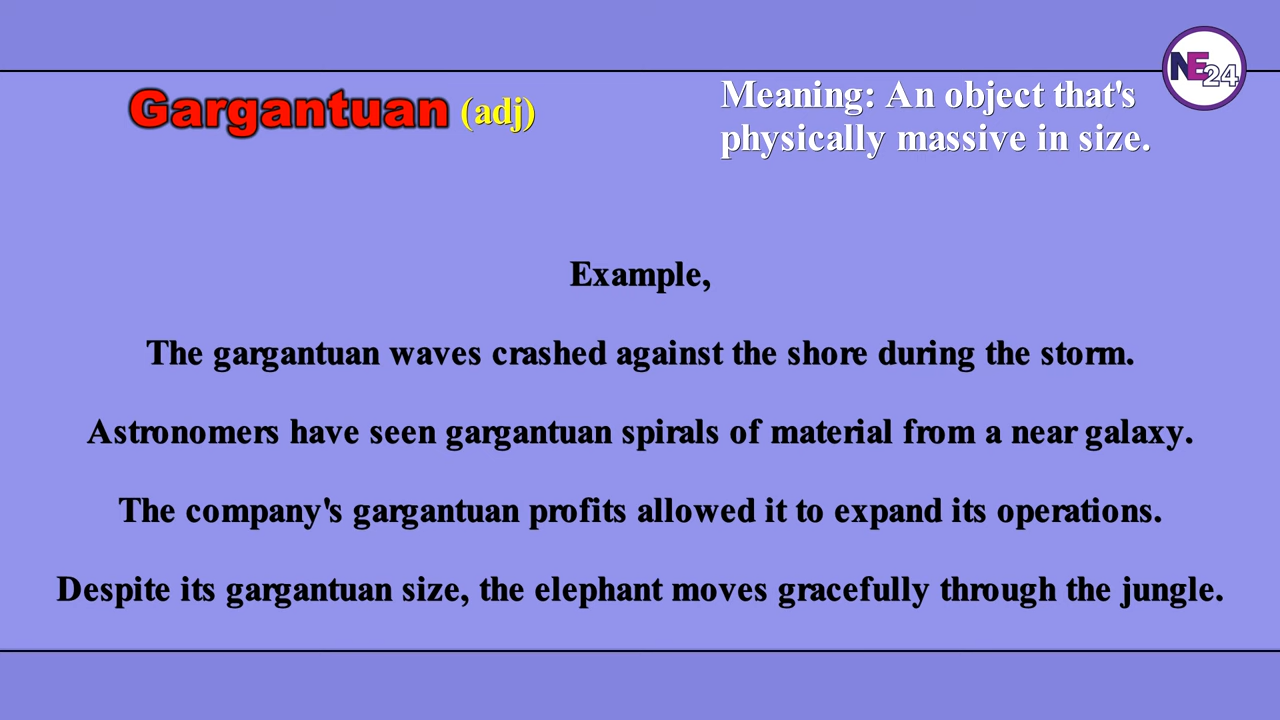 NE24
Gargantuan (adj)
Meaning: An object that's
physically massive in size.
Example,
The gargantuan waves crashed against the shore during the storm.
Astronomers have seen gargantuan spirals of material from a near galaxy.
The company's gargantuan profits allowed it to expand its operations.
Despite its gargantuan size, the elephant moves gracefully through the jungle.